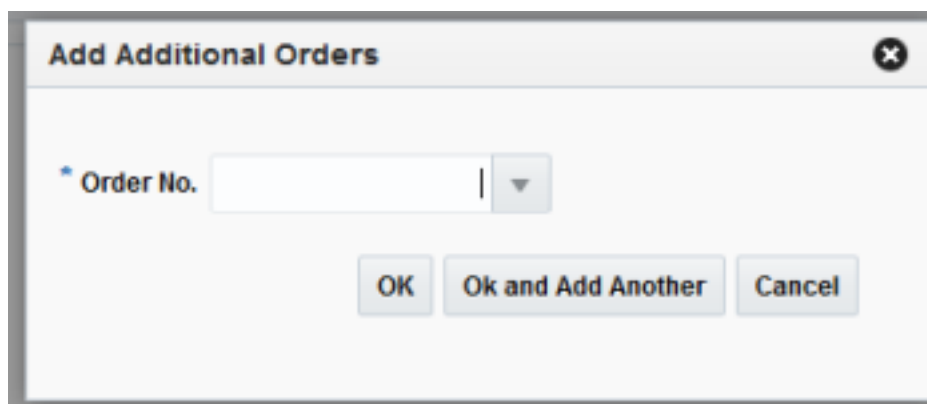 Add Additional Orders
* Order No.
OK Ok and Add Another Cancel